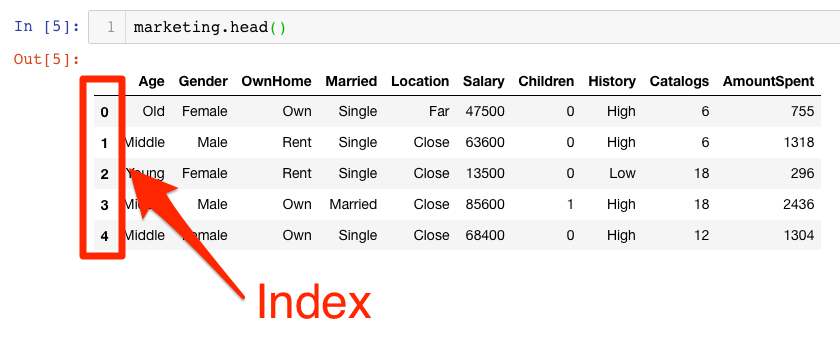 In [5]: 1 marketing.head()
Out[5]:
Age Gender OwnHome Married Location Salary Children History Catalogs AmountSpent
0 Old Female Own Single Far 47500 0 High 6 755
1 Middle Male Rent Single Close 63600 0 High 6 1318
2 Young Female Rent Single Close 13500 0 Low 18 296
3 Middle Male Own Married Close 85600 1 High 18 2436
4 Middle Female Own Single Close 68400 0 High 12 1304
Index